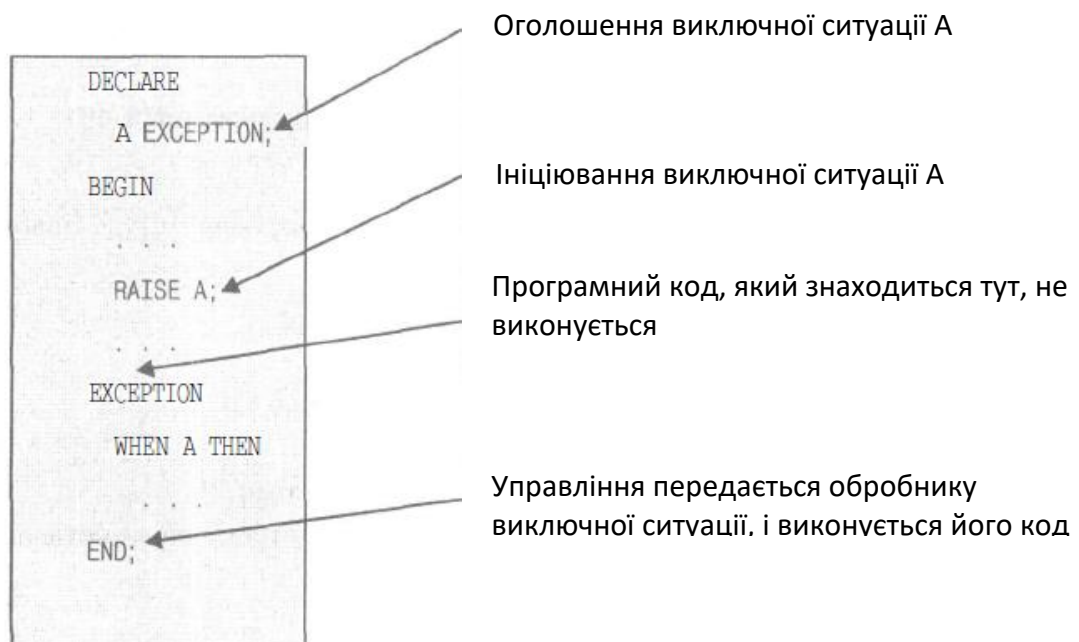 Оголошення виключної ситуації А
DECLARE
A EXCEPTION;
Ініціювання виключної ситуації А
BEGIN
. . .
RAISE A;
Програмний код, який знаходиться тут, не
виконується
. . .
EXCEPTION
WHEN A THEN
. . .
Управління передається обробнику
виключної ситуації, і виконується його код
END;